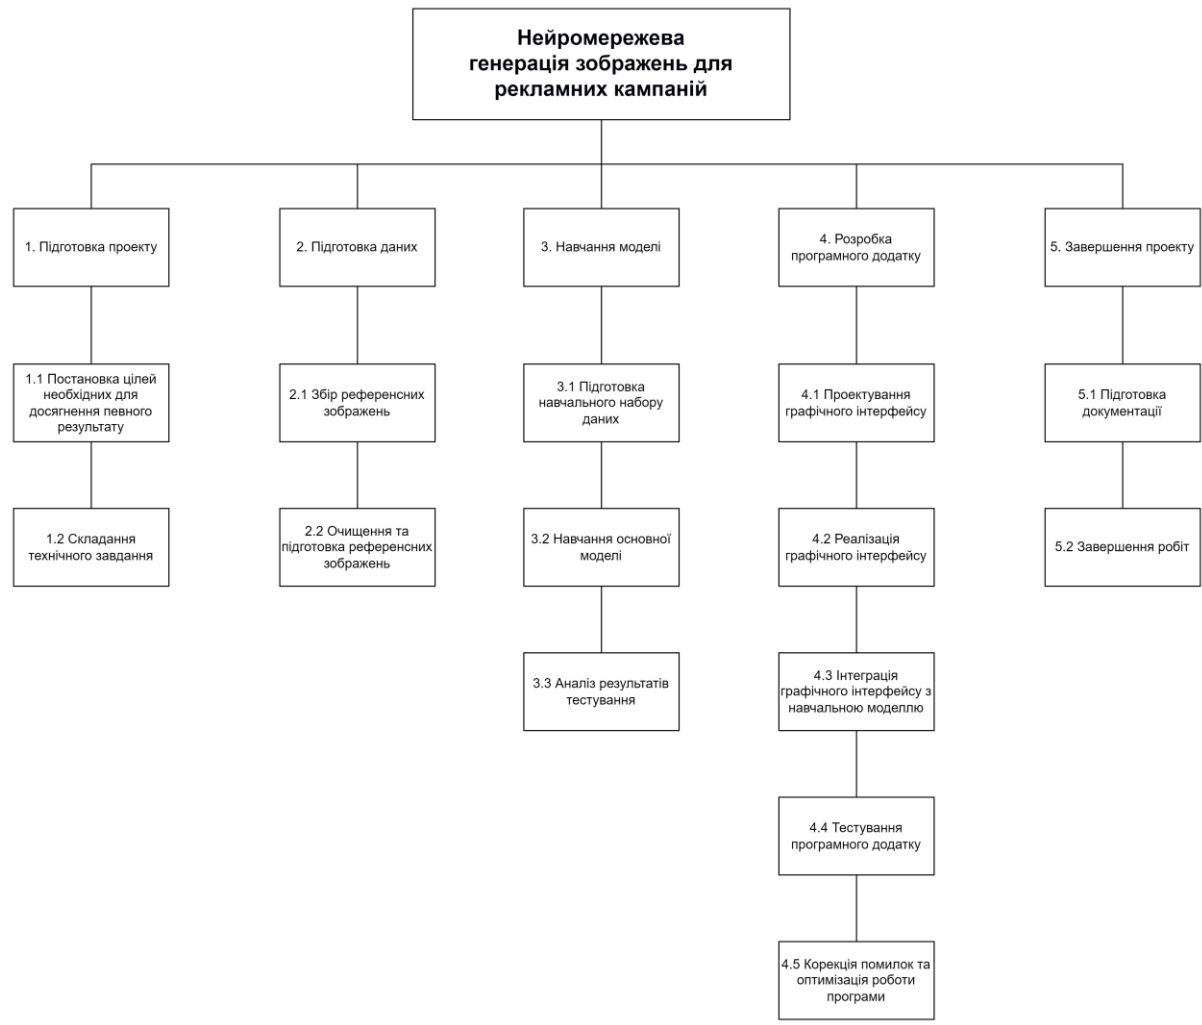 Нейромережева
генерація зображень для
рекламних кампаній
1. Підготовка проекту
2. Підготовка даних
3. Навчання моделі
4. Розробка
програмного додатку
5. Завершення проекту
1.1 Постановка цілей
необхідних для
досягнення певного
результату
2.1 Збір референсних
зображень
3.1 Підготовка
навчального набору
даних
4.1 Проектування
графічного інтерфейсу
5.1 Підготовка
документації
1.2 Складання
технічного завдання
2.2 Очищення та
підготовка референсних
зображень
3.2 Навчання основної
моделі
4.2 Реалізація
графічного інтерфейсу
5.2 Завершення робіт
3.3 Аналіз результатів
тестування
4.3 Інтеграція
графічного інтерфейсу з
навчальною моделлю
4.4 Тестування
програмного додатку
4.5 Корекція помилок та
оптимізація роботи
програми